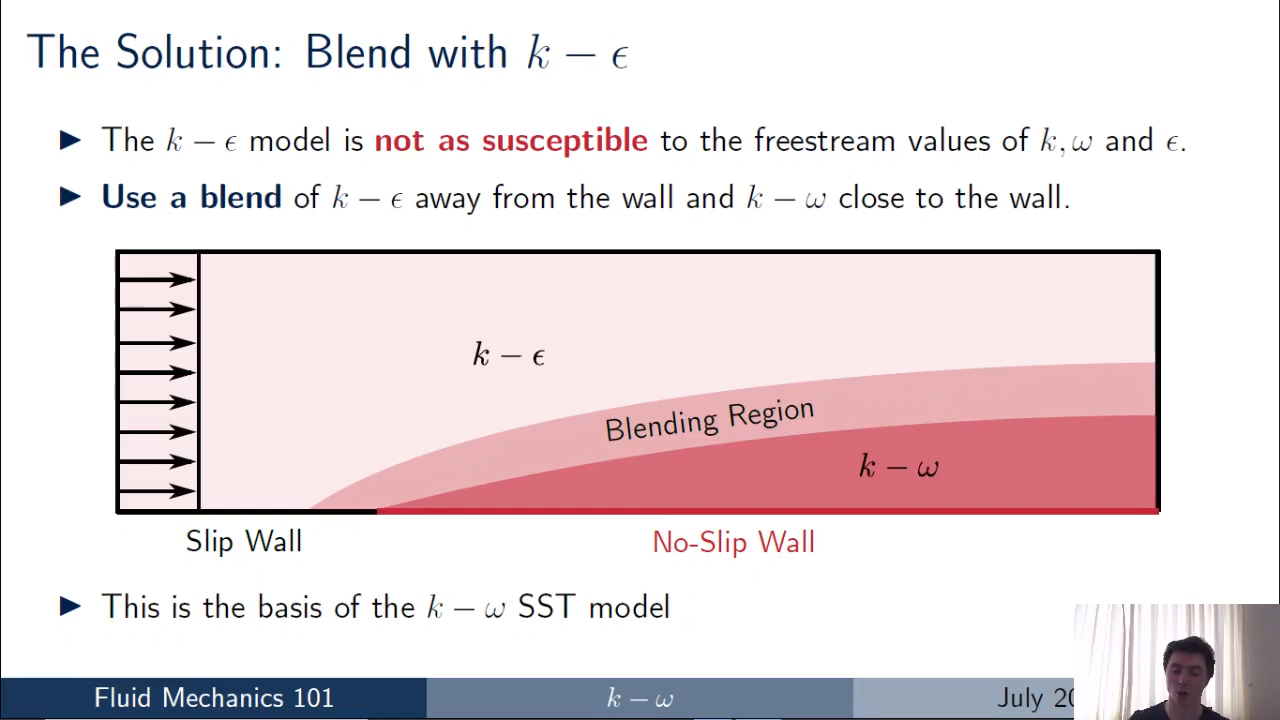 The Solution: Blend with k − ϵ
▶ The k − ϵ model is not as susceptible to the freestream values of k, ω and ϵ.
▶ Use a blend of k − ϵ away from the wall and k − ω close to the wall.
k − ϵ
Blending Region
k − ω
Slip Wall
No-Slip Wall
▶ This is the basis of the k − ω SST model
Fluid Mechanics 101
k − ω
July